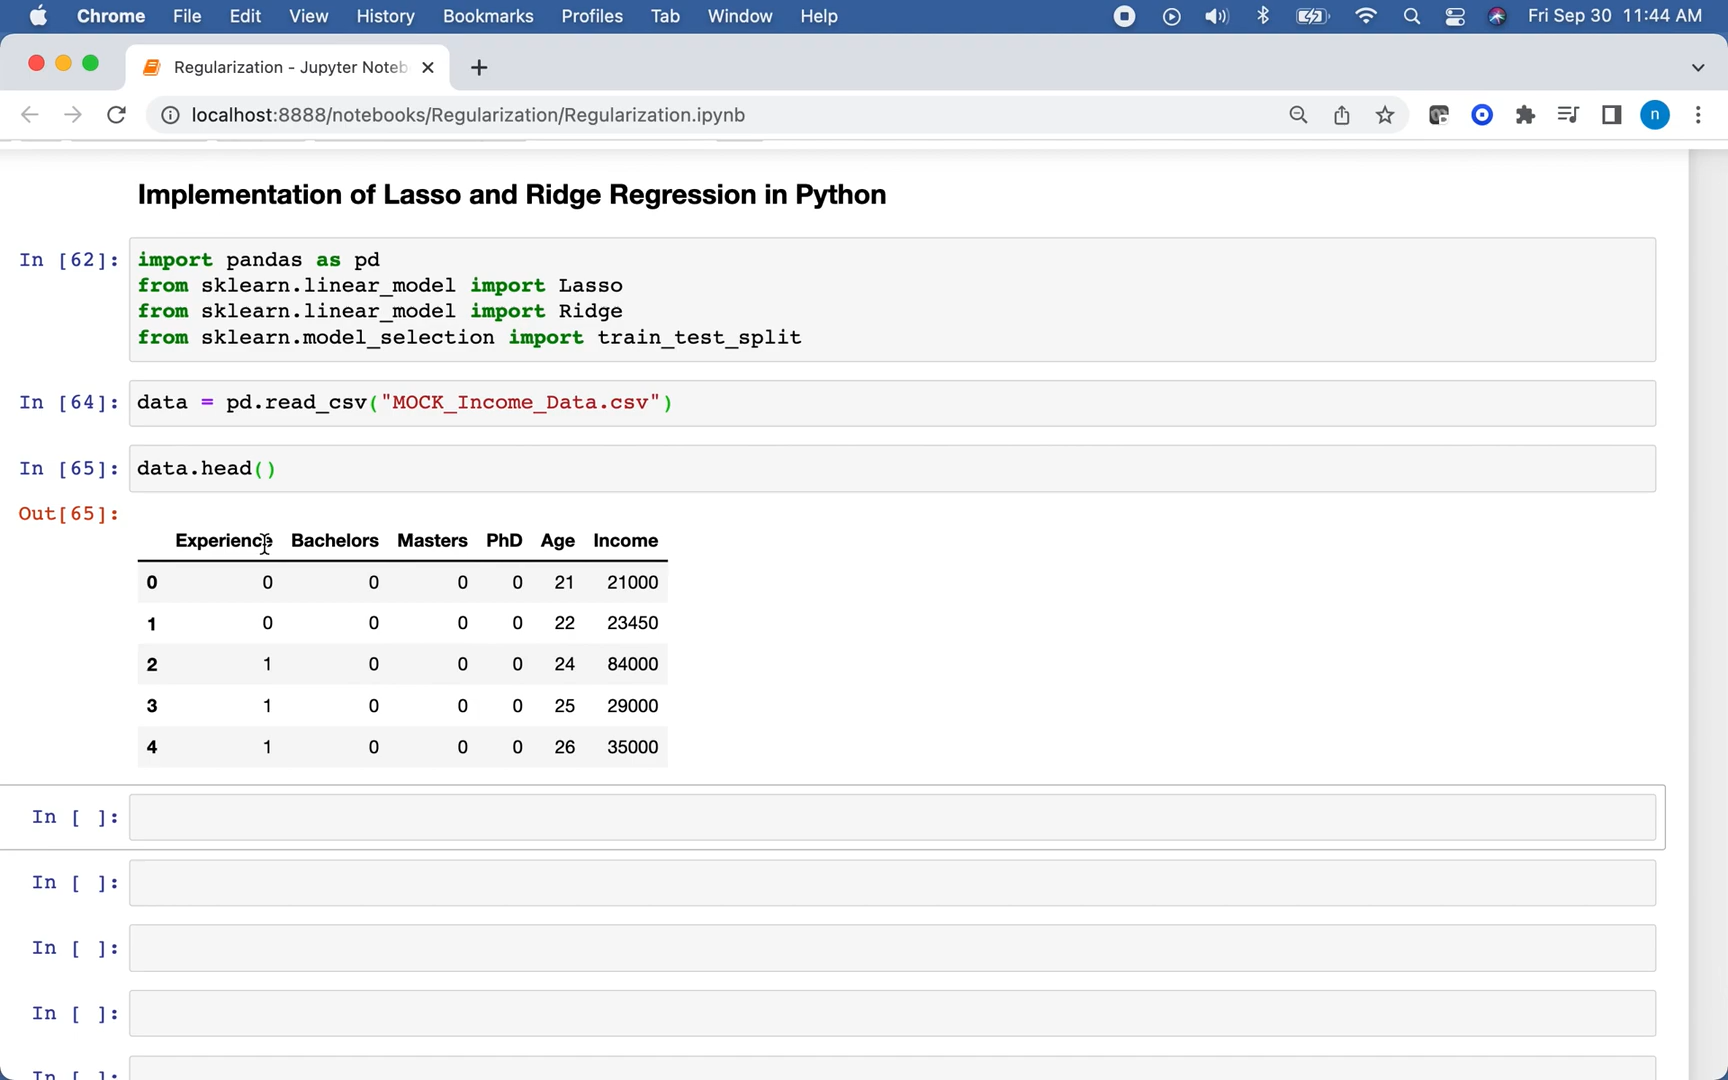 Chrome File Edit View History Bookmarks Profiles Tab Window Help Fri Sep 30 11:44 AM
Regularization - Jupyter Noteb
localhost:8888/notebooks/Regularization/Regularization.ipynb n
Implementation of Lasso and Ridge Regression in Python
In [62]: import pandas as pd
from sklearn.linear_model import Lasso
from sklearn.linear_model import Ridge
from sklearn.model_selection import train_test_split
In [64]: data = pd.read_csv("MOCK_Income_Data.csv")
In [65]: data.head()
Out[65]:
Experience Bachelors Masters PhD Age Income
0 0 0 0 0 21 21000
1 0 0 0 0 22 23450
2 1 0 0 0 24 84000
3 1 0 0 0 25 29000
4 1 0 0 0 26 35000
In [ ]:
In [ ]:
In [ ]:
In [ ]:
In [ ]: